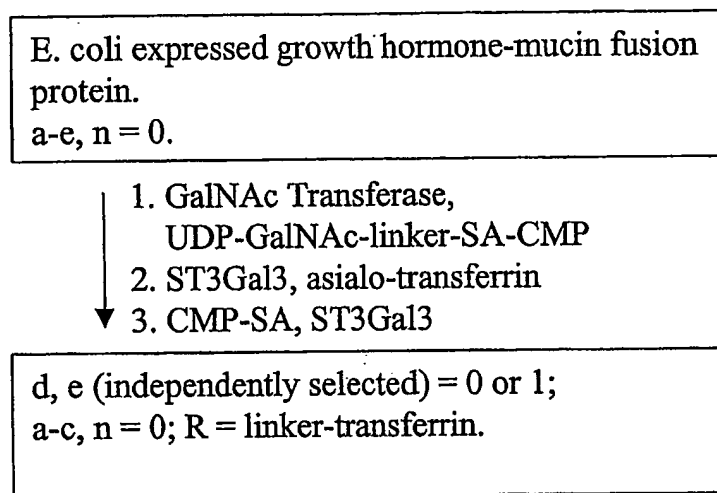 E. coli expressed growth hormone-mucin fusion
protein.
a-e, n = 0.
1. GalNAc Transferase,
UDP-GalNAc-linker-SA-CMP
2. ST3Gal3, asialo-transferrin
3. CMP-SA, ST3Gal3
d, e (independently selected) = 0 or 1;
a-c, n = 0; R = linker-transferrin.